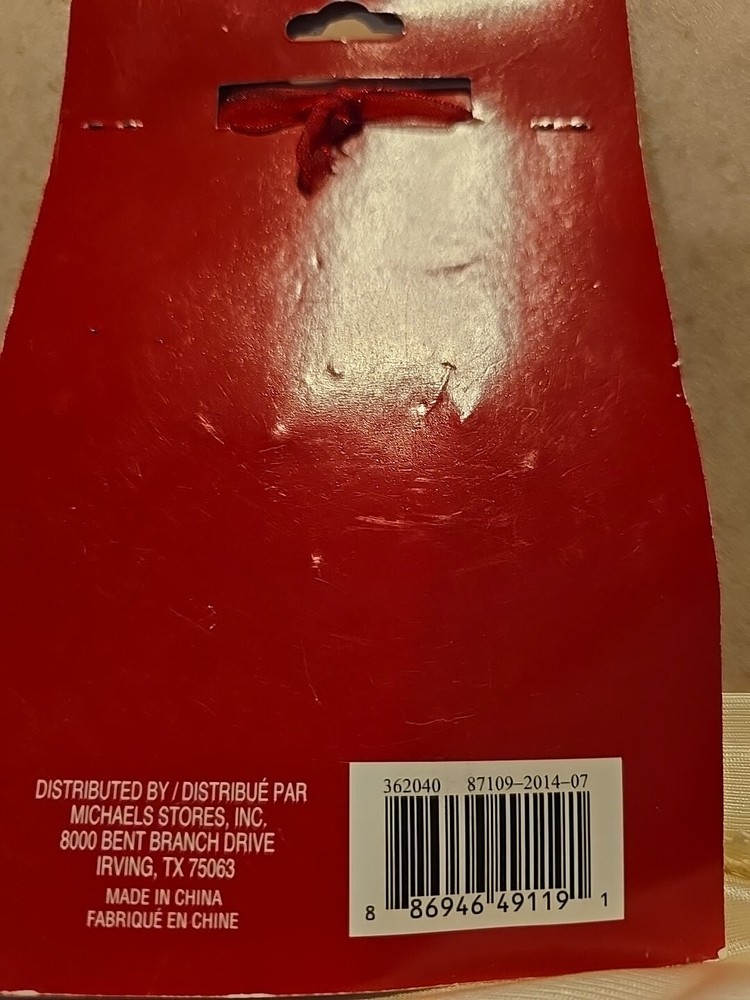 DISTRIBUTED BY / DISTRIBUÉ PAR
MICHAELS STORES, INC.
8000 BENT BRANCH DRIVE
IRVING, TX 75063
MADE IN CHINA
FABRIQUÉ EN CHINE
362040 87109-2014-07
8 86946 49119 1